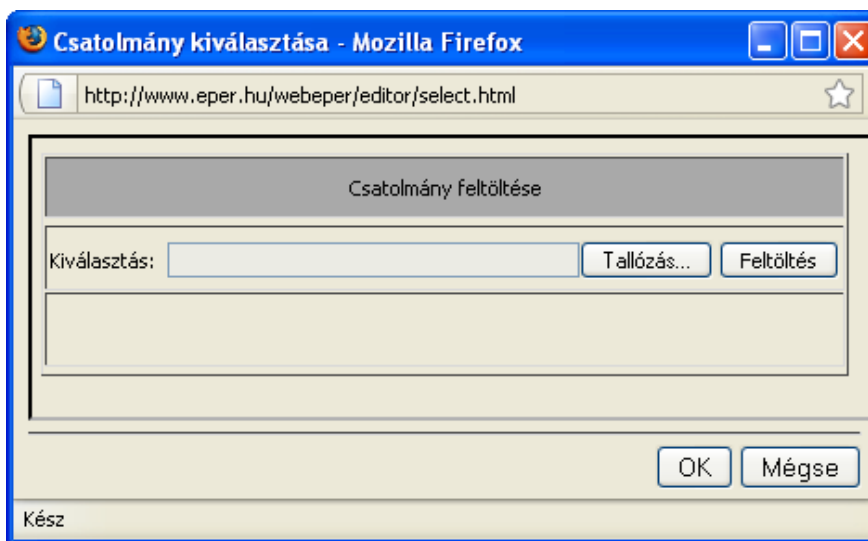 Csatolmány kiválasztása - Mozilla Firefox
http://www.eper.hu/webeper/editor/select.html
Csatolmány feltöltése
Kiválasztás: Tallózás... Feltöltés
OK Mégse
Kész